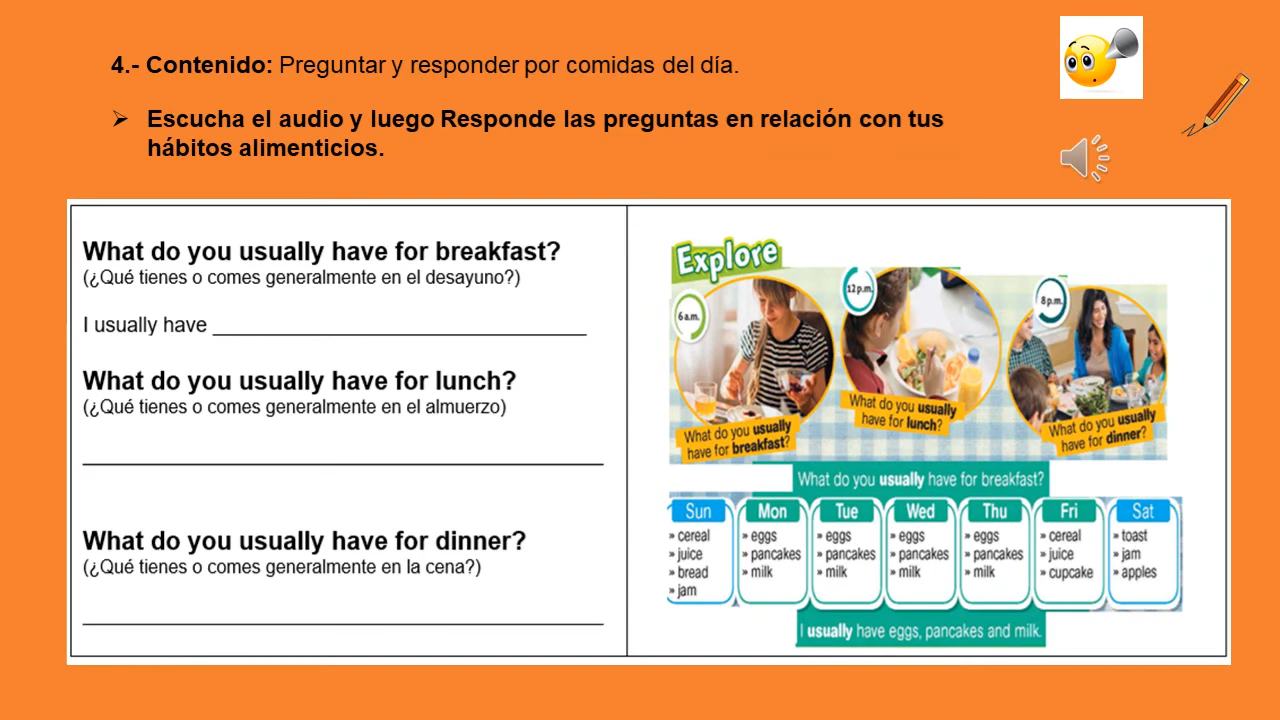 4.- Contenido: Preguntar y responder por comidas del día.
➢ Escucha el audio y luego Responde las preguntas en relación con tus
hábitos alimenticios.
What do you usually have for breakfast?
(¿Qué tienes o comes generalmente en el desayuno?)
I usually have ________________________________
What do you usually have for lunch?
(¿Qué tienes o comes generalmente en el almuerzo)
What do you usually have for dinner?
(¿Qué tienes o comes generalmente en la cena?)
Explore
6 a.m.
12 p.m.
8 p.m.
What do you usually
have for breakfast?
What do you usually
have for lunch?
What do you usually
have for dinner?
What do you usually have for breakfast?
Sun
» cereal
» juice
» bread
» jam
Mon
» eggs
» pancakes
» milk
Tue
» eggs
» pancakes
» milk
Wed
» eggs
» pancakes
» milk
Thu
» eggs
» pancakes
» milk
Fri
» cereal
» juice
» cupcake
Sat
» toast
» jam
» apples
I usually have eggs, pancakes and milk.